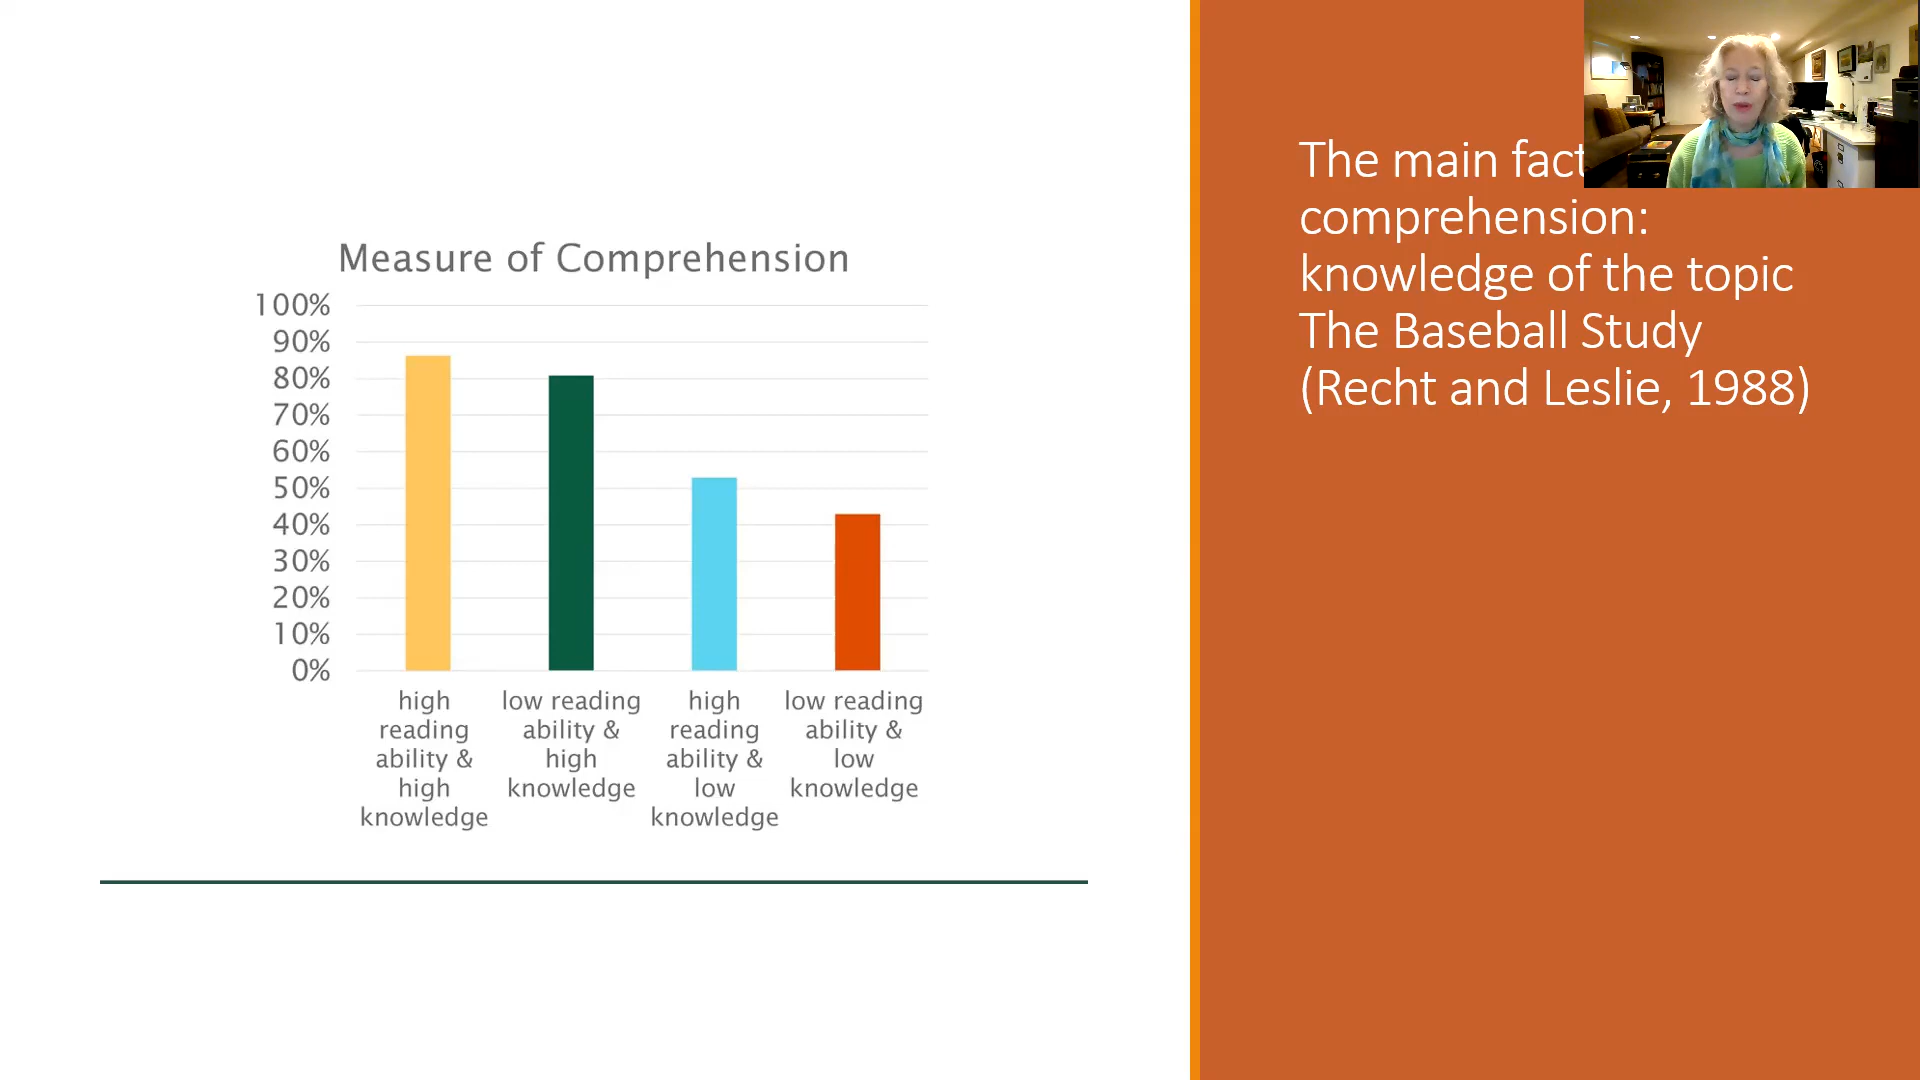 Measure of Comprehension
100%
90%
80%
70%
60%
50%
40%
30%
20%
10%
0%
high
reading
ability &
high
knowledge
low reading
ability &
high
knowledge
high
reading
ability &
low
knowledge
low reading
ability &
low
knowledge
The main
comprehension:
knowledge of the topic
The Baseball Study
(Recht and Leslie, 1988)